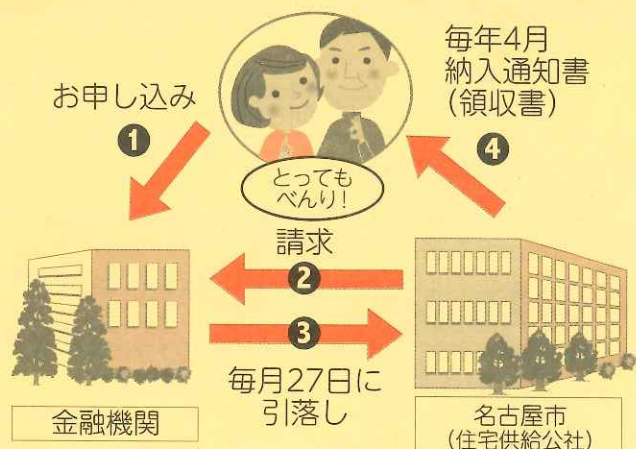 お申し込み
❶
毎年4月
納入通知書
(領収書)
❹
とっても
べんり!
請求
❷
❸
毎月27日に
引落し
金融機関
名古屋市
(住宅供給公社)